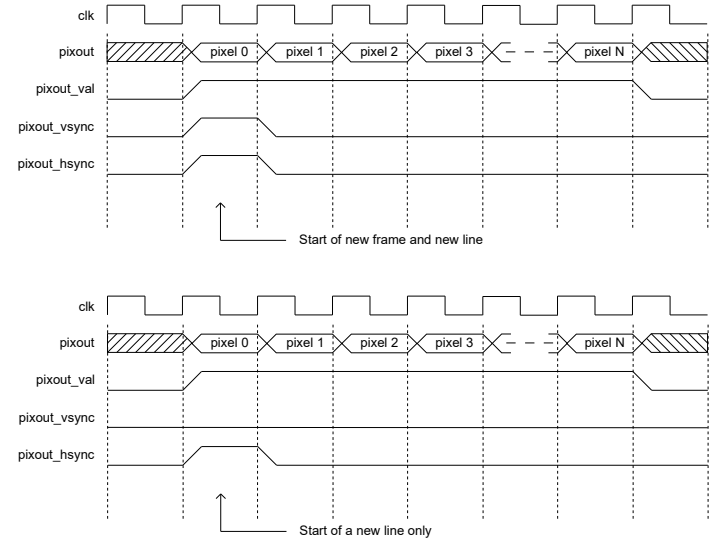 clk
pixout pixel 0 pixel 1 pixel 2 pixel 3 pixel N
pixout_val
pixout_vsync
pixout_hsync
Start of new frame and new line
clk
pixout pixel 0 pixel 1 pixel 2 pixel 3 pixel N
pixout_val
pixout_vsync
pixout_hsync
Start of a new line only